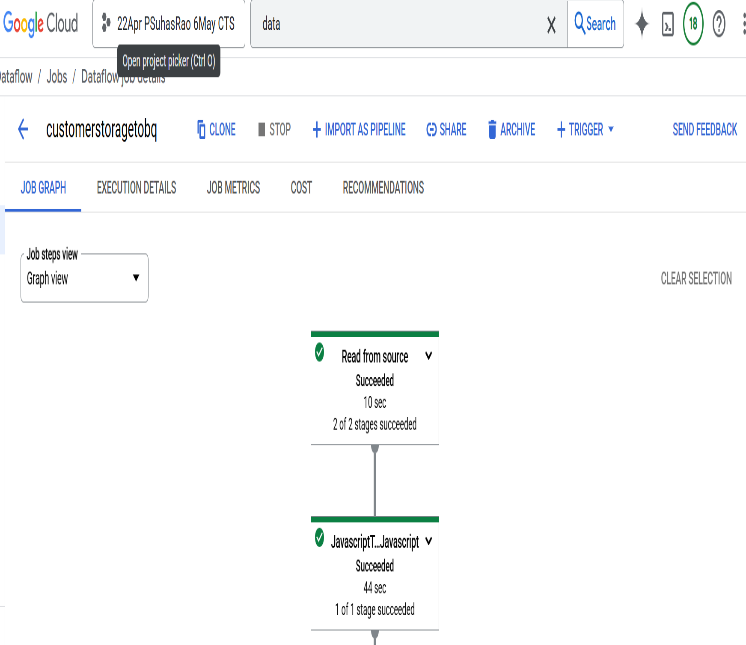 Google Cloud
22Apr PSuhasRao 6May CTS
data
Search
18
Open project picker (Ctrl O)
Dataflow / Jobs / Dataflow job details
customerstoragetobq
CLONE
STOP
IMPORT AS PIPELINE
SHARE
ARCHIVE
TRIGGER
SEND FEEDBACK
JOB GRAPH
EXECUTION DETAILS
JOB METRICS
COST
RECOMMENDATIONS
Job steps view
Graph view
CLEAR SELECTION
Read from source
Succeeded
10 sec
2 of 2 stages succeeded
JavascriptT...Javascript
Succeeded
44 sec
1 of 1 stage succeeded